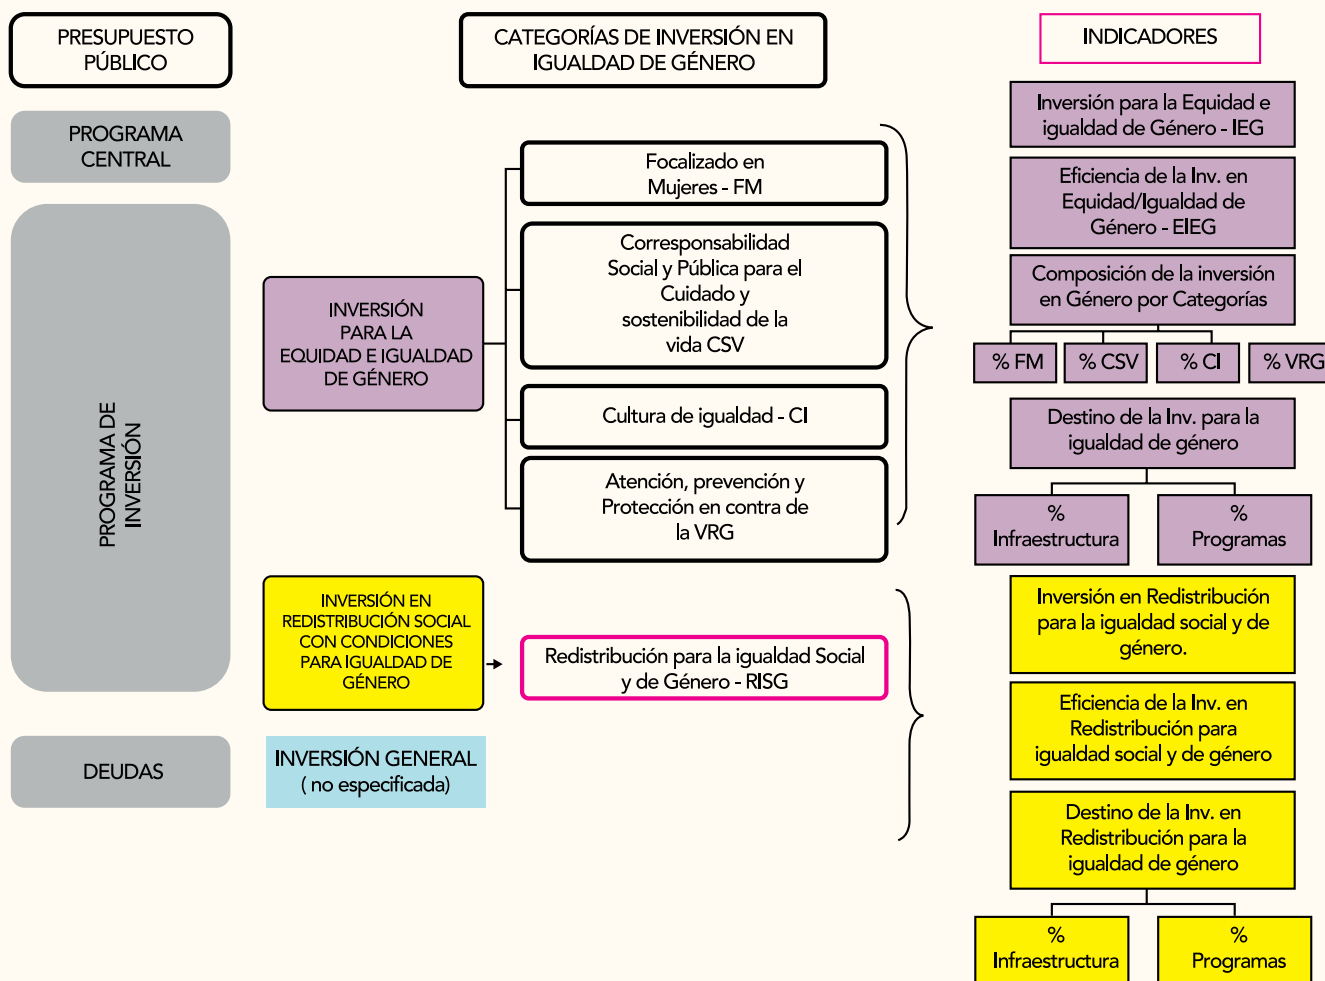 PRESUPUESTO
PÚBLICO
PROGRAMA
CENTRAL
PROGRAMA DE
INVERSIÓN
DEUDAS
CATEGORÍAS DE INVERSIÓN EN
IGUALDAD DE GÉNERO
INVERSIÓN
PARA LA
EQUIDAD E IGUALDAD
DE GÉNERO
Focalizado en
Mujeres - FM
Corresponsabilidad
Social y Pública para el
Cuidado y
sostenibilidad de la
vida CSV
Cultura de igualdad - CI
Atención, prevención y
Protección en contra de
la VRG
INVERSIÓN EN
REDISTRIBUCIÓN SOCIAL
CON CONDICIONES
PARA IGUALDAD DE
GÉNERO
Redistribución para la igualdad Social
y de Género - RISG
INVERSIÓN GENERAL
( no especificada)
INDICADORES
Inversión para la Equidad e
igualdad de Género - IEG
Eficiencia de la Inv. en
Equidad/Igualdad de
Género - EIEG
Composición de la inversión
en Género por Categorías
% FM
% CSV
% CI
% VRG
Destino de la Inv. para la
igualdad de género
%
Infraestructura
%
Programas
Inversión en Redistribución
para la igualdad social y de
género.
Eficiencia de la Inv. en
Redistribución para
igualdad social y de género
Destino de la Inv. en
Redistribución para la
igualdad de género
%
Infraestructura
%
Programas